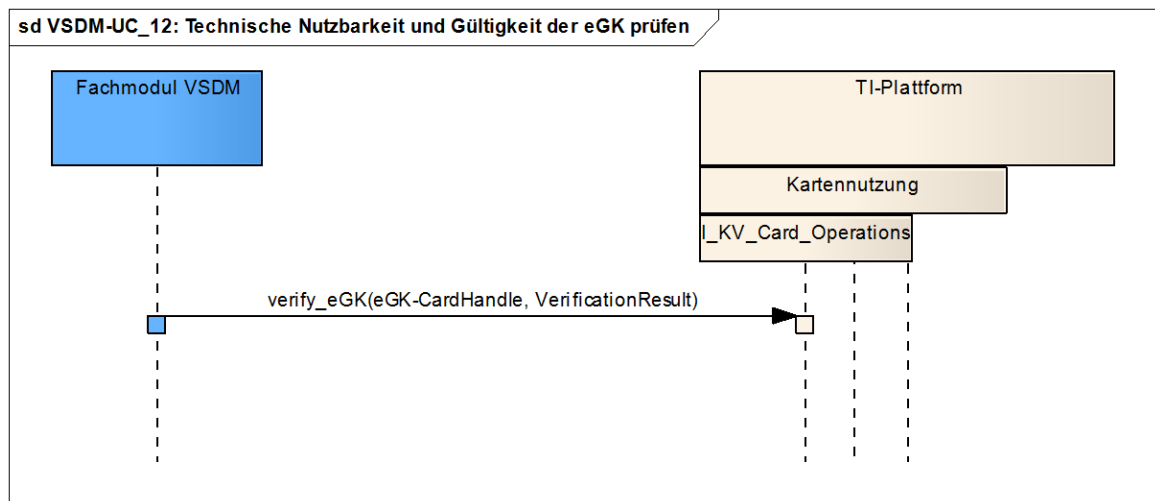 sd VSDM-UC_12: Technische Nutzbarkeit und Gültigkeit der eGK prüfen
Fachmodul VSDM
TI-Plattform
Kartennutzung
I_KV_Card_Operations
verify_eGK(eGK-CardHandle, VerificationResult)